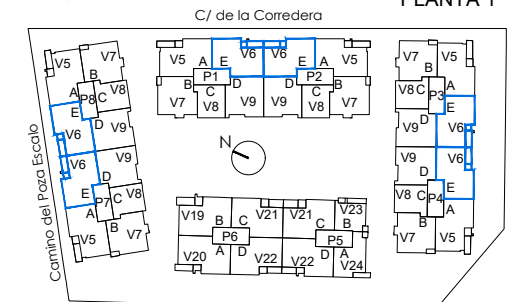 PLANTA 1
C/ de la Corredera
V5 A E V6 V6 E A V5
P1 P2
B D D B
C C
V7 V8 V9 V9 V8 V7
V5 V7
B
A P8 C V8
E D
V6 V9
V6 V9
E D
P7 C V8
A B
V5 V7
V7 V5
B
V8 C P3 A
D E
V9 V6
V9 V6
D E
V8 C P4
B A
V7 V5
N
V19 B C V21 V21 C B V23
P6 P5
A D D A
V20 V22 V22 V24
Camino del Poza Escalo